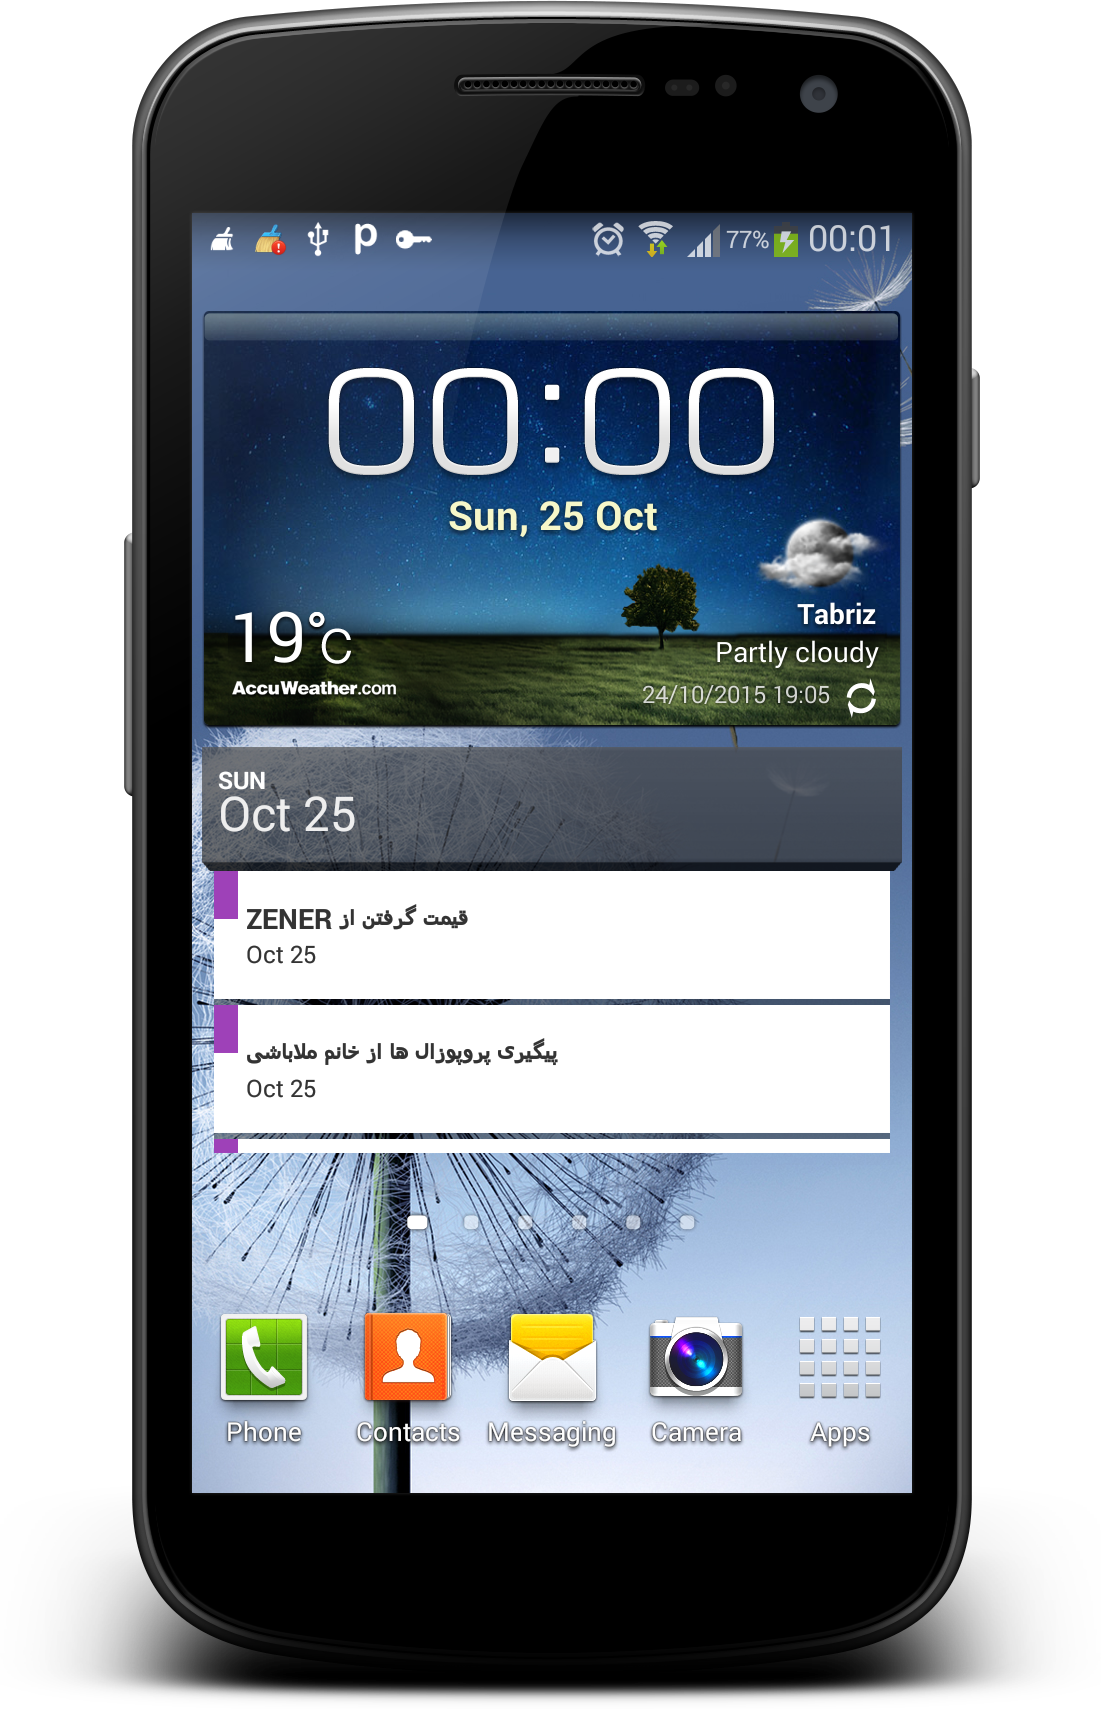 77% 00:01
00:00
Sun, 25 Oct
19°C
AccuWeather.com
Tabriz
Partly cloudy
24/10/2015 19:05
SUN
Oct 25
قیمت گرفتن از ZENER
Oct 25
پیگیری پروپوزال ها از خانم ملاباشی
Oct 25
Phone Contacts Messaging Camera Apps